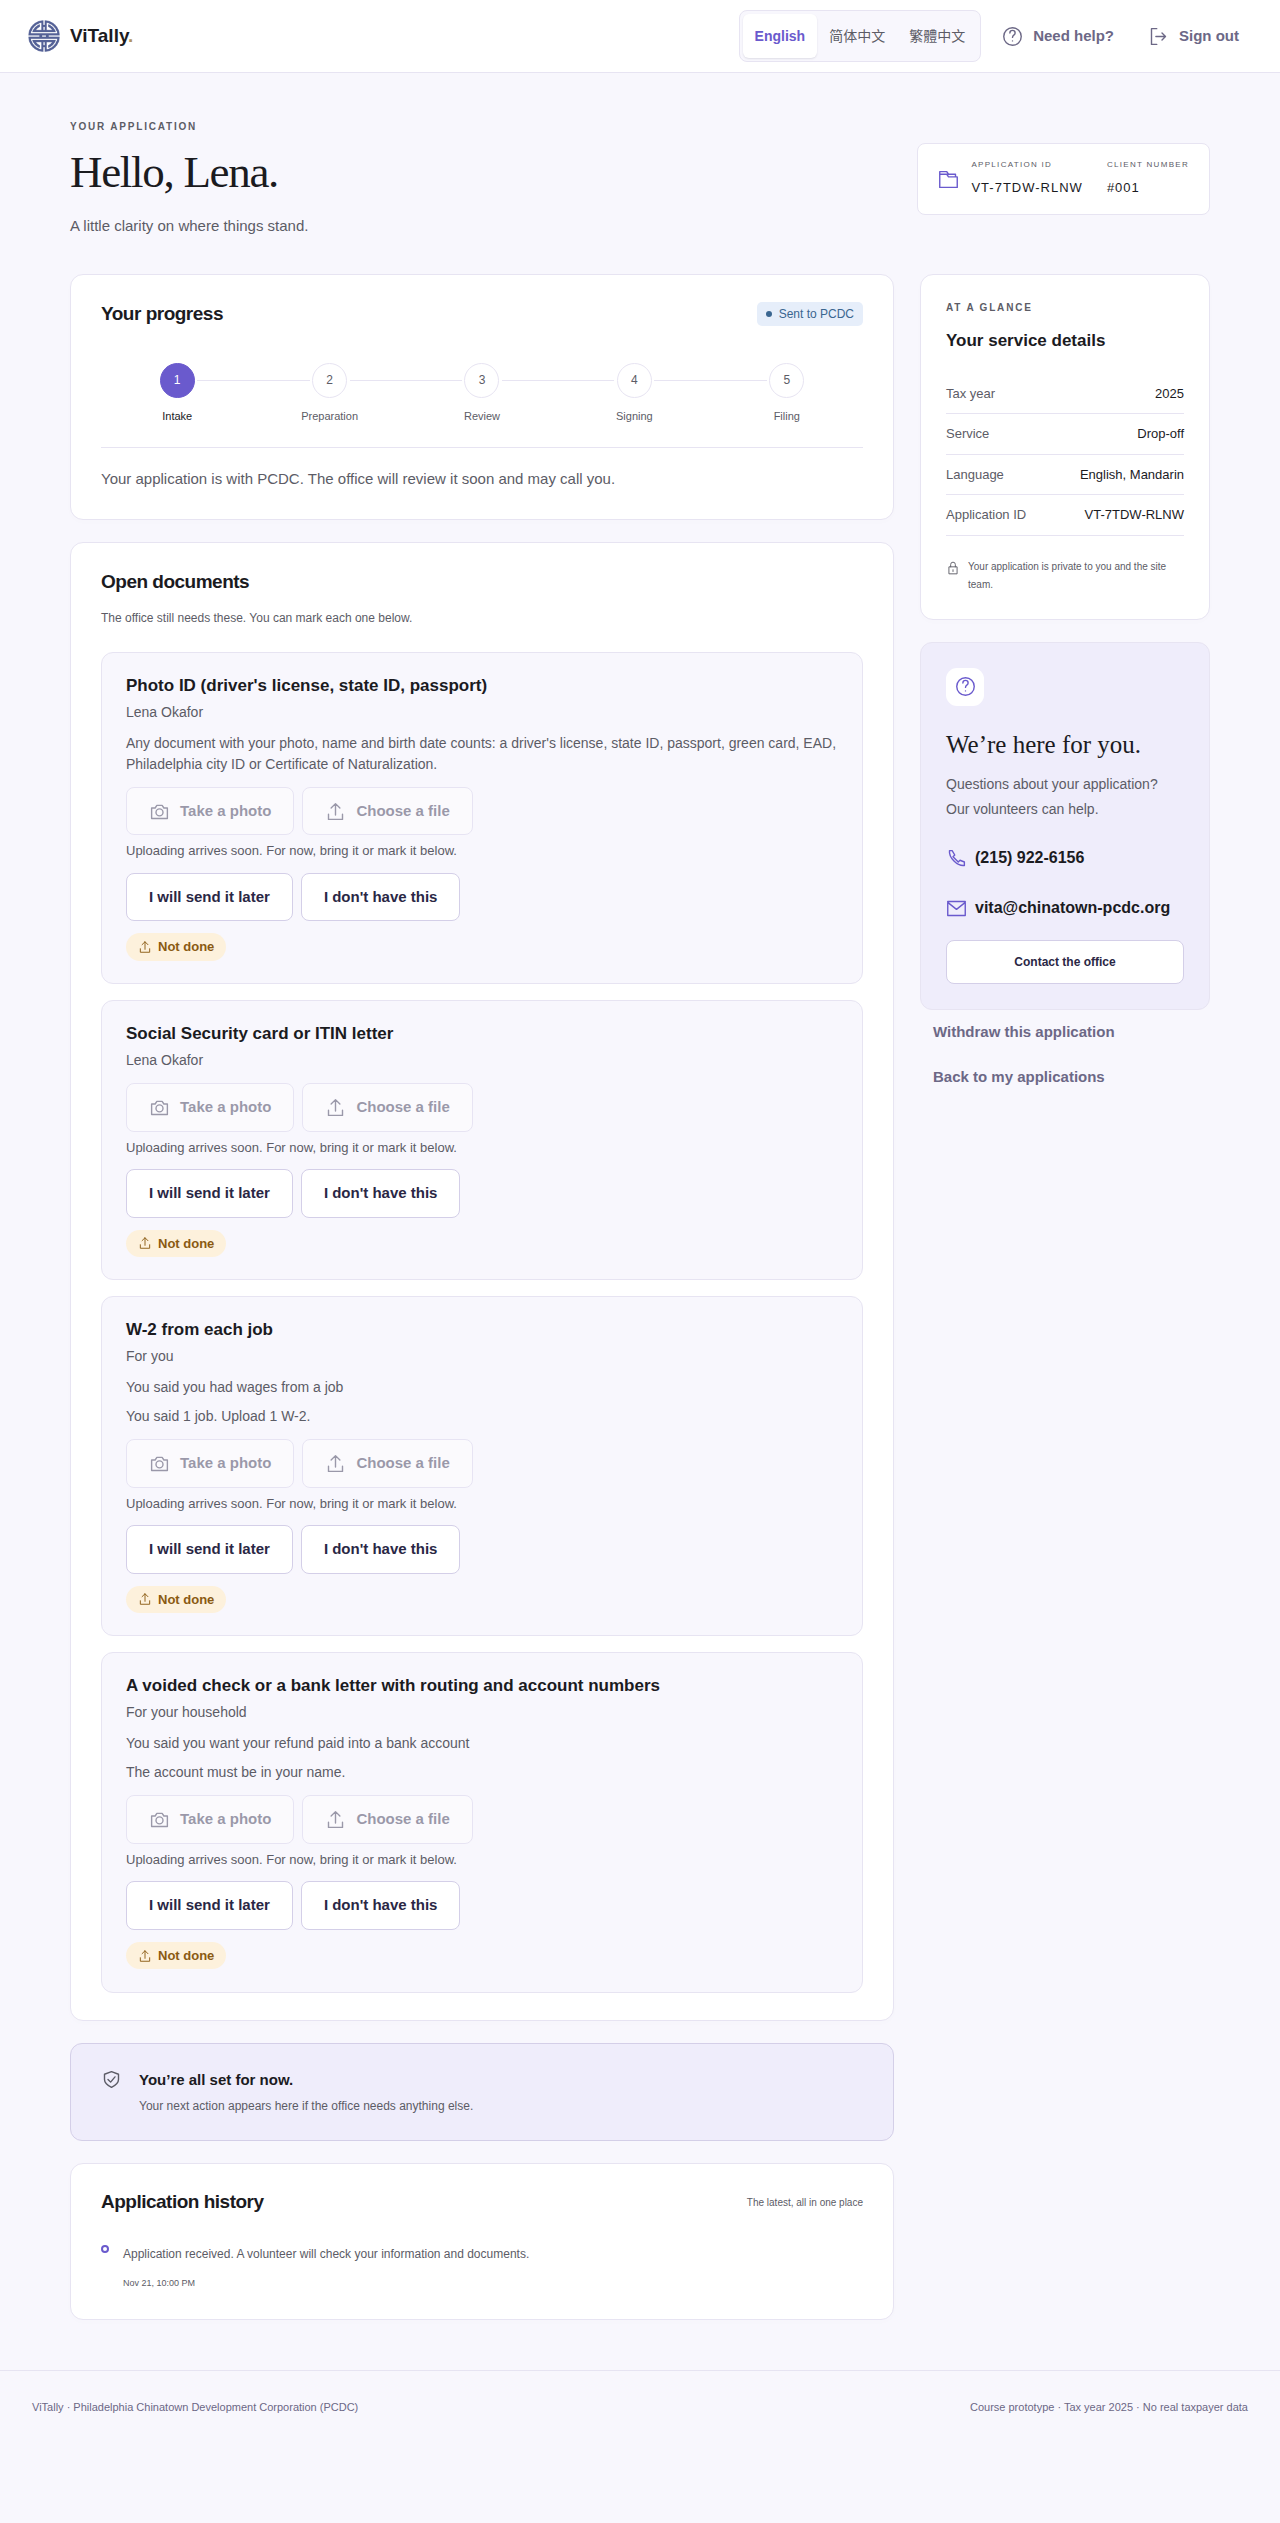 ViTally.
English
简体中文
繁體中文
Need help?
Sign out
YOUR APPLICATION
Hello, Lena.
A little clarity on where things stand.
APPLICATION ID
VT-7TDW-RLNW
CLIENT NUMBER
#001
Your progress
Sent to PCDC
1
Intake
2
Preparation
3
Review
4
Signing
5
Filing
Your application is with PCDC. The office will review it soon and may call you.
AT A GLANCE
Your service details
Tax year 2025
Service Drop-off
Language English, Mandarin
Application ID VT-7TDW-RLNW
Your application is private to you and the site
team.
We’re here for you.
Questions about your application?
Our volunteers can help.
(215) 922-6156
vita@chinatown-pcdc.org
Contact the office
Withdraw this application
Back to my applications
Open documents
The office still needs these. You can mark each one below.
Photo ID (driver's license, state ID, passport)
Lena Okafor
Any document with your photo, name and birth date counts: a driver's license, state ID, passport, green card, EAD,
Philadelphia city ID or Certificate of Naturalization.
Take a photo
Choose a file
Uploading arrives soon. For now, bring it or mark it below.
I will send it later
I don't have this
Not done
Social Security card or ITIN letter
Lena Okafor
Take a photo
Choose a file
Uploading arrives soon. For now, bring it or mark it below.
I will send it later
I don't have this
Not done
W-2 from each job
For you
You said you had wages from a job
You said 1 job. Upload 1 W-2.
Take a photo
Choose a file
Uploading arrives soon. For now, bring it or mark it below.
I will send it later
I don't have this
Not done
A voided check or a bank letter with routing and account numbers
For your household
You said you want your refund paid into a bank account
The account must be in your name.
Take a photo
Choose a file
Uploading arrives soon. For now, bring it or mark it below.
I will send it later
I don't have this
Not done
You’re all set for now.
Your next action appears here if the office needs anything else.
Application history
The latest, all in one place
Application received. A volunteer will check your information and documents.
Nov 21, 10:00 PM
ViTally · Philadelphia Chinatown Development Corporation (PCDC)
Course prototype · Tax year 2025 · No real taxpayer data